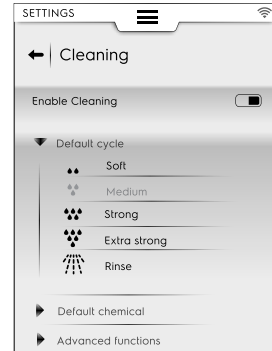 SETTINGS
Cleaning
Enable Cleaning
Default cycle
Soft
Medium
Strong
Extra strong
Rinse
Default chemical
Advanced functions